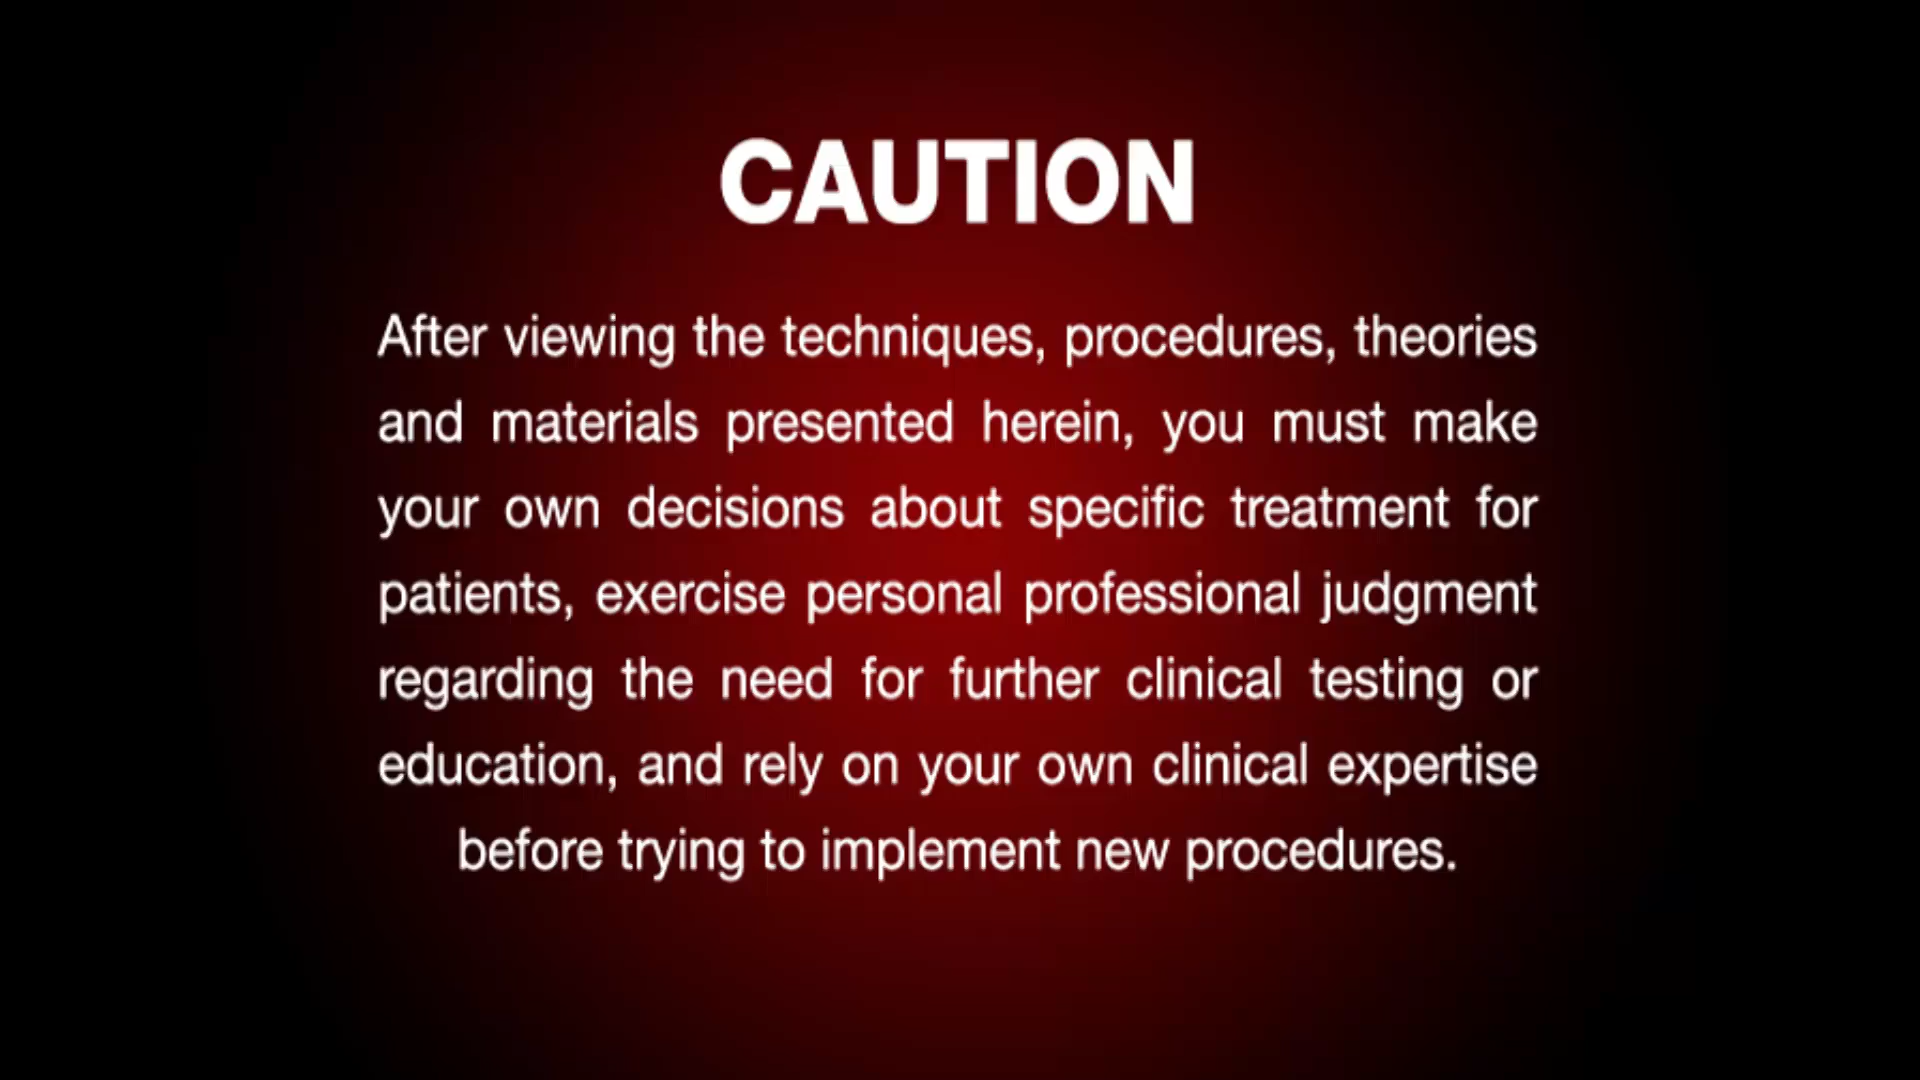 CAUTION
After viewing the techniques, procedures, theories
and materials presented herein, you must make
your own decisions about specific treatment for
patients, exercise personal professional judgment
regarding the need for further clinical testing or
education, and rely on your own clinical expertise
before trying to implement new procedures.